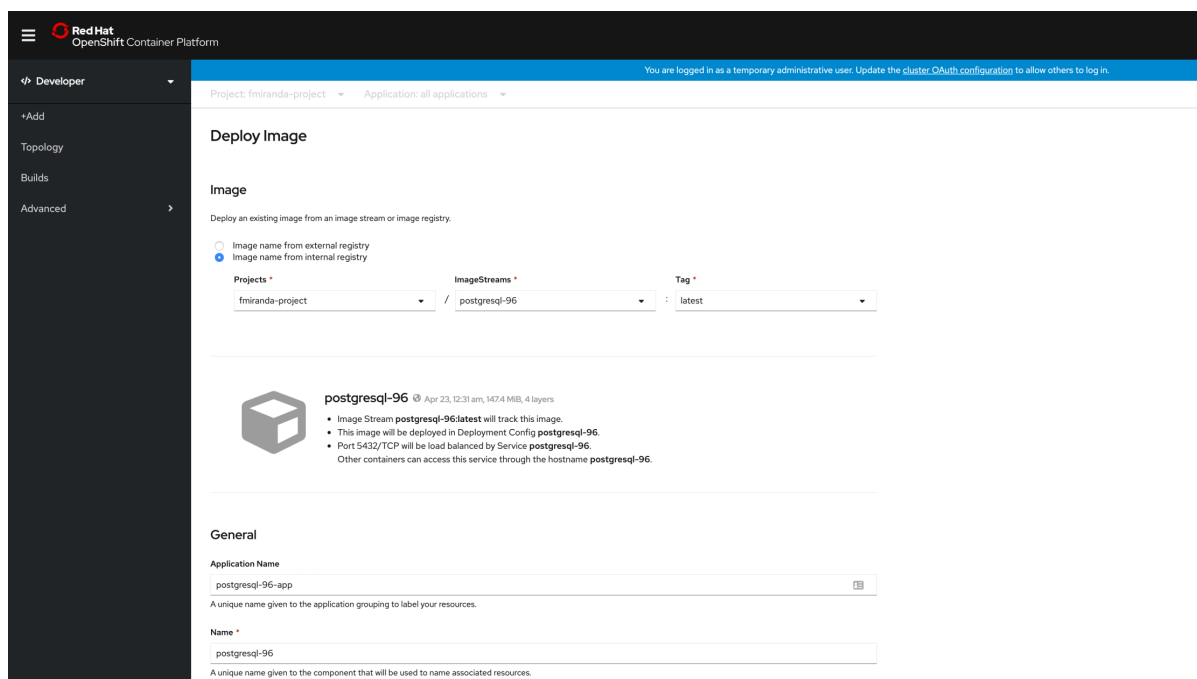 Red Hat
OpenShift Container Platform
Developer
You are logged in as a temporary administrative user. Update the cluster OAuth configuration to allow others to log in.
Project: fmiranda-project Application: all applications
+Add
Topology
Builds
Advanced
Deploy Image
Image
Deploy an existing image from an image stream or image registry.
Image name from external registry
Image name from internal registry
Projects * ImageStreams * Tag *
fmiranda-project / postgresql-96 : latest
postgresql-96 Apr 23, 12:31 am, 147.4 MiB, 4 layers
• Image Stream postgresql-96:latest will track this image.
• This image will be deployed in Deployment Config postgresql-96.
• Port 5432/TCP will be load balanced by Service postgresql-96.
Other containers can access this service through the hostname postgresql-96.
General
Application Name
postgresql-96-app
A unique name given to the application grouping to label your resources.
Name *
postgresql-96
A unique name given to the component that will be used to name associated resources.